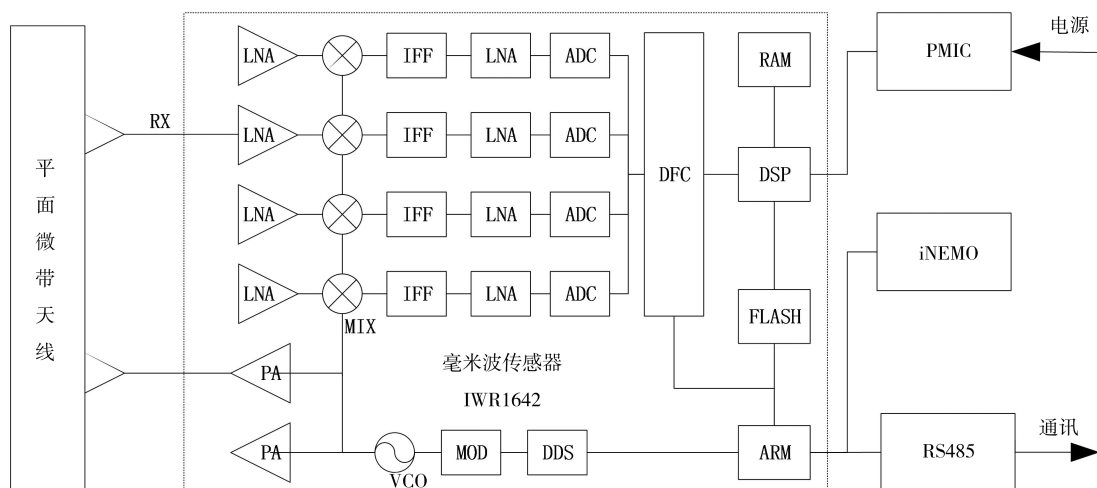 平面微带天线
RX
LNA
IFF
LNA
ADC
LNA
IFF
LNA
ADC
LNA
IFF
LNA
ADC
LNA
IFF
LNA
ADC
MIX
DFC
RAM
DSP
FLASH
ARM
PMIC
电源
iNEMO
RS485
通讯
PA
PA
毫米波传感器
IWR1642
VCO
MOD
DDS